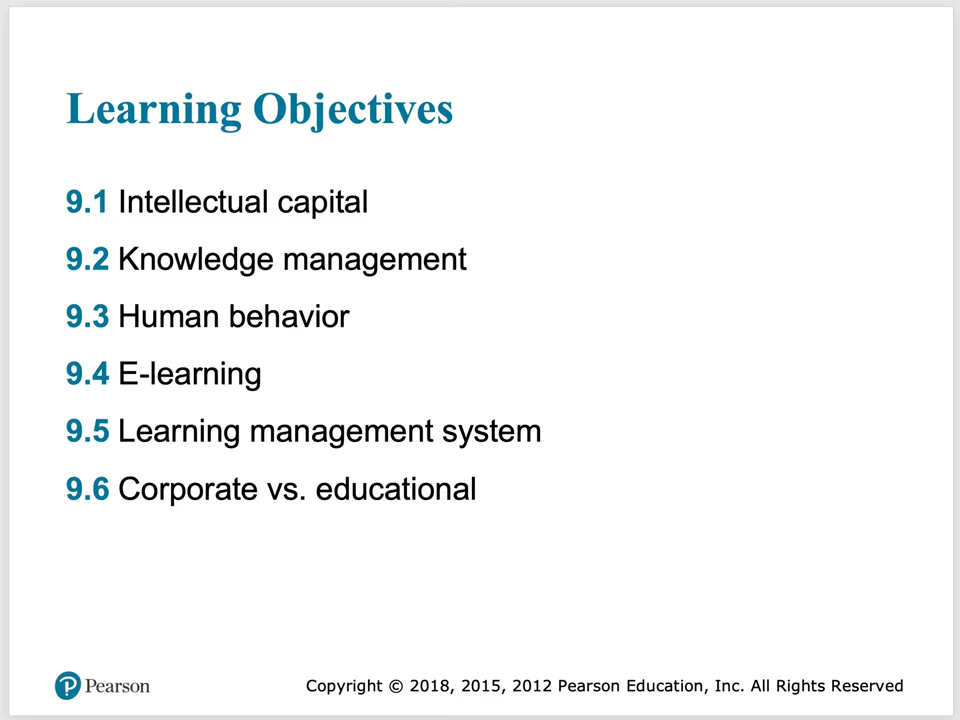 Learning Objectives
9.1 Intellectual capital
9.2 Knowledge management
9.3 Human behavior
9.4 E-learning
9.5 Learning management system
9.6 Corporate vs. educational
Pearson
Copyright © 2018, 2015, 2012 Pearson Education, Inc. All Rights Reserved